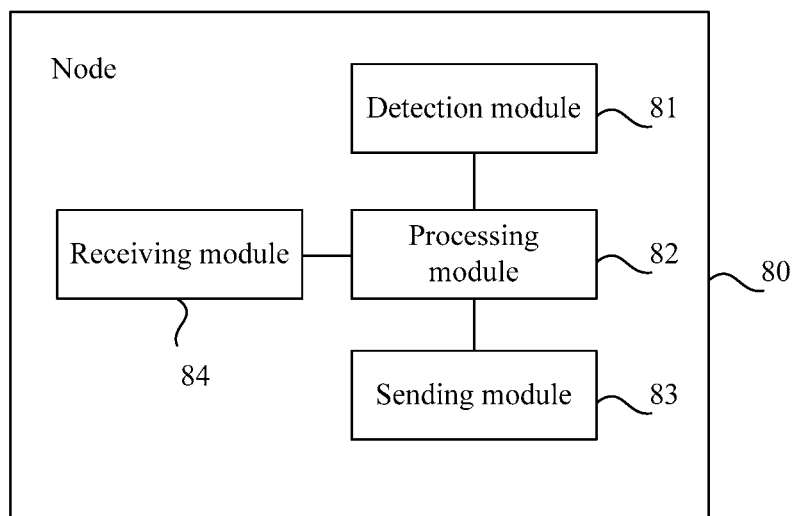 Node
Detection module
81
Receiving module
Processing
module
82
80
84
Sending module
83